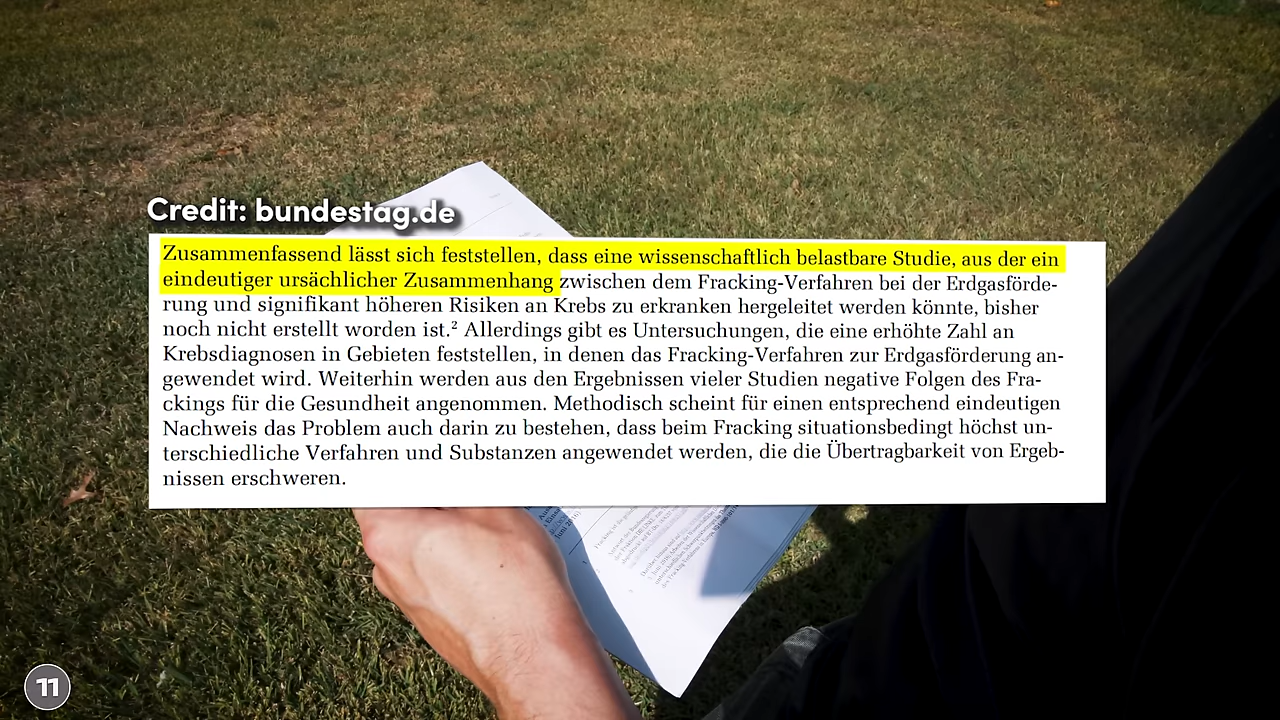 Credit: bundestag.de
Zusammenfassend lässt sich feststellen, dass eine wissenschaftlich belastbare Studie, aus der ein
eindeutiger ursächlicher Zusammenhang zwischen dem Fracking-Verfahren bei der Erdgasförde-
rung und signifikant höheren Risiken an Krebs zu erkranken hergeleitet werden könnte, bisher
noch nicht erstellt worden ist.² Allerdings gibt es Untersuchungen, die eine erhöhte Zahl an
Krebsdiagnosen in Gebieten feststellen, in denen das Fracking-Verfahren zur Erdgasförderung an-
gewendet wird. Weiterhin werden aus den Ergebnissen vieler Studien negative Folgen des Fra-
ckings für die Gesundheit angenommen. Methodisch scheint für einen entsprechend eindeutigen
Nachweis das Problem auch darin zu bestehen, dass beim Fracking situationsbedingt höchst un-
terschiedliche Verfahren und Substanzen angewendet werden, die die Übertragbarkeit von Ergeb-
nissen erschweren.
11